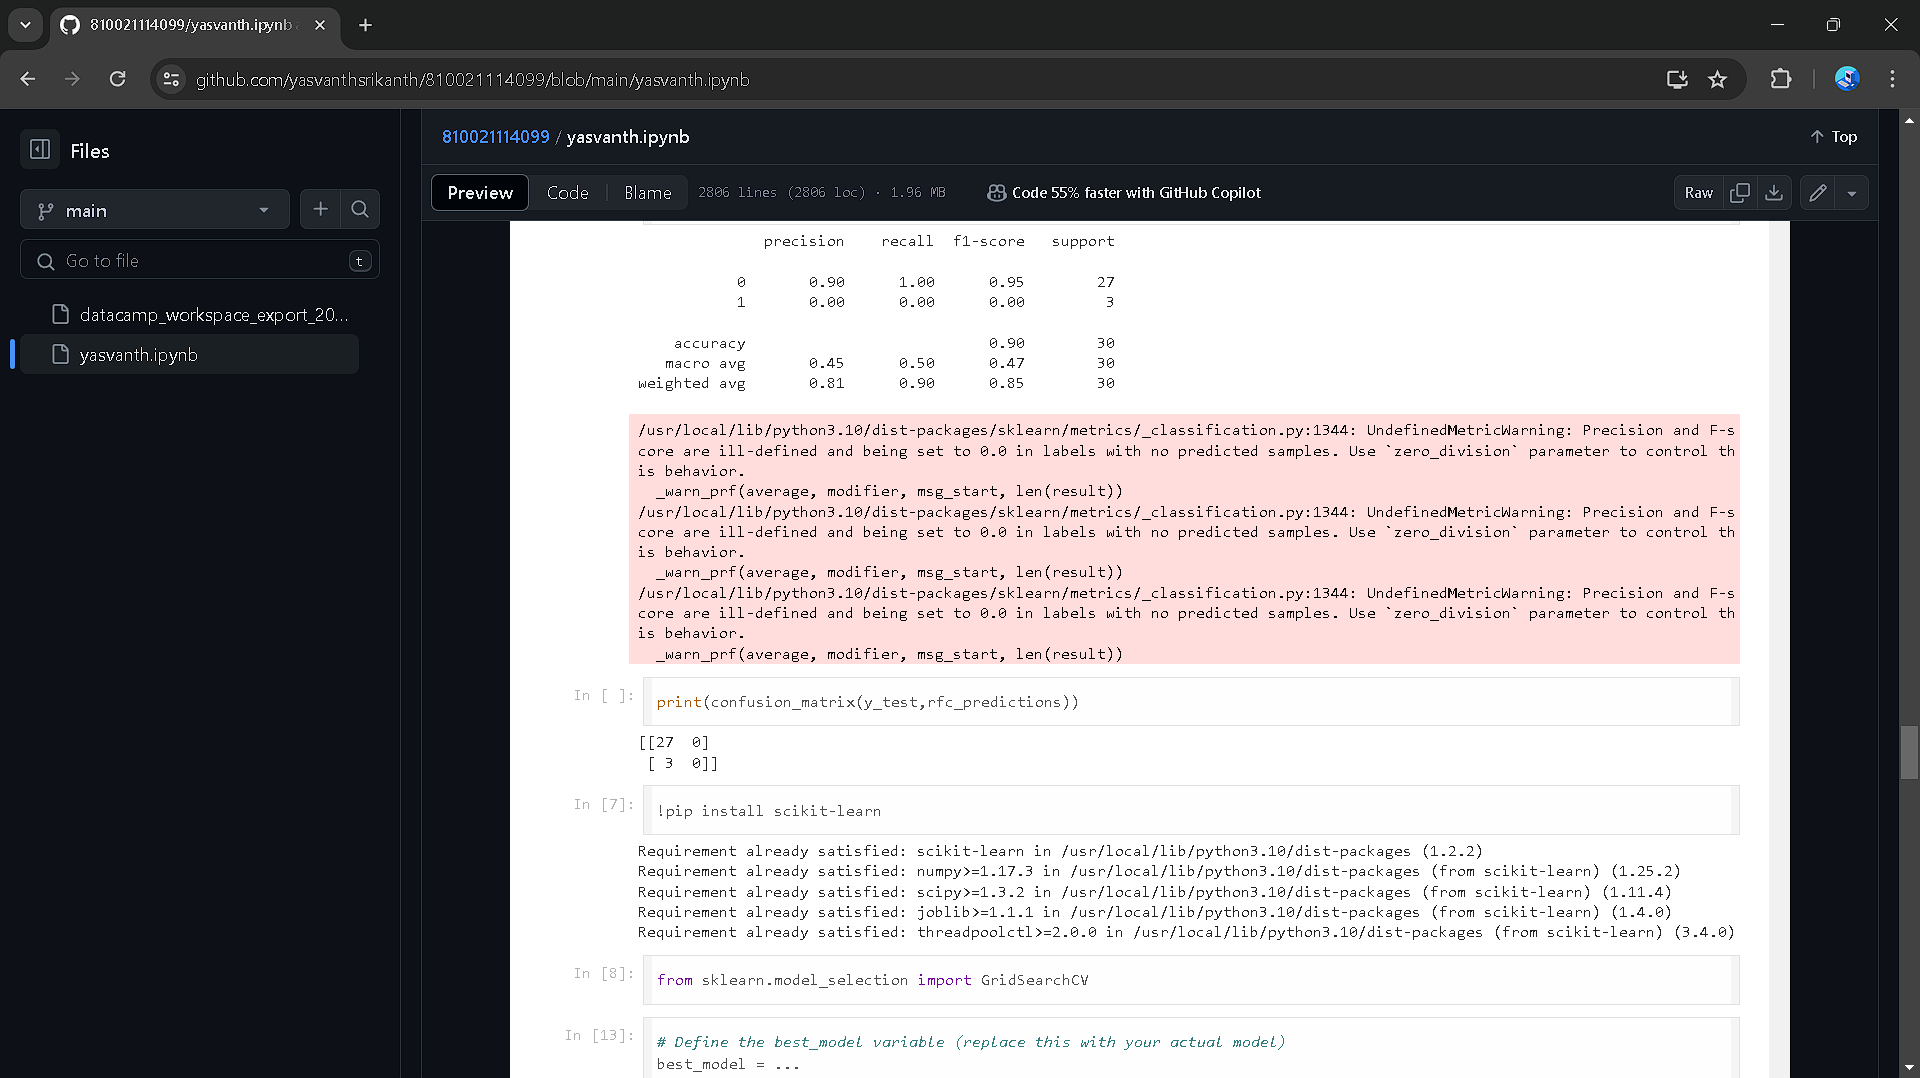 810021114099/yasvanth.ipynb
github.com/yasvanthsrikanth/810021114099/blob/main/yasvanth.ipynb
Files
main
Go to file
t
datacamp_workspace_export_20...
yasvanth.ipynb
810021114099 / yasvanth.ipynb
Top
Preview
Code
Blame
2806 lines (2806 loc) · 1.96 MB
Code 55% faster with GitHub Copilot
Raw
precision recall f1-score support
0 0.90 1.00 0.95 27
1 0.00 0.00 0.00 3
accuracy 0.90 30
macro avg 0.45 0.50 0.47 30
weighted avg 0.81 0.90 0.85 30
/usr/local/lib/python3.10/dist-packages/sklearn/metrics/_classification.py:1344: UndefinedMetricWarning: Precision and F-s
core are ill-defined and being set to 0.0 in labels with no predicted samples. Use `zero_division` parameter to control th
is behavior.
_warn_prf(average, modifier, msg_start, len(result))
/usr/local/lib/python3.10/dist-packages/sklearn/metrics/_classification.py:1344: UndefinedMetricWarning: Precision and F-s
core are ill-defined and being set to 0.0 in labels with no predicted samples. Use `zero_division` parameter to control th
is behavior.
_warn_prf(average, modifier, msg_start, len(result))
/usr/local/lib/python3.10/dist-packages/sklearn/metrics/_classification.py:1344: UndefinedMetricWarning: Precision and F-s
core are ill-defined and being set to 0.0 in labels with no predicted samples. Use `zero_division` parameter to control th
is behavior.
_warn_prf(average, modifier, msg_start, len(result))
In [ ]: print(confusion_matrix(y_test,rfc_predictions))
[[27 0]
[ 3 0]]
In [7]: !pip install scikit-learn
Requirement already satisfied: scikit-learn in /usr/local/lib/python3.10/dist-packages (1.2.2)
Requirement already satisfied: numpy>=1.17.3 in /usr/local/lib/python3.10/dist-packages (from scikit-learn) (1.25.2)
Requirement already satisfied: scipy>=1.3.2 in /usr/local/lib/python3.10/dist-packages (from scikit-learn) (1.11.4)
Requirement already satisfied: joblib>=1.1.1 in /usr/local/lib/python3.10/dist-packages (from scikit-learn) (1.4.0)
Requirement already satisfied: threadpoolctl>=2.0.0 in /usr/local/lib/python3.10/dist-packages (from scikit-learn) (3.4.0)
In [8]: from sklearn.model_selection import GridSearchCV
In [13]: # Define the best_model variable (replace this with your actual model)
best_model = ...